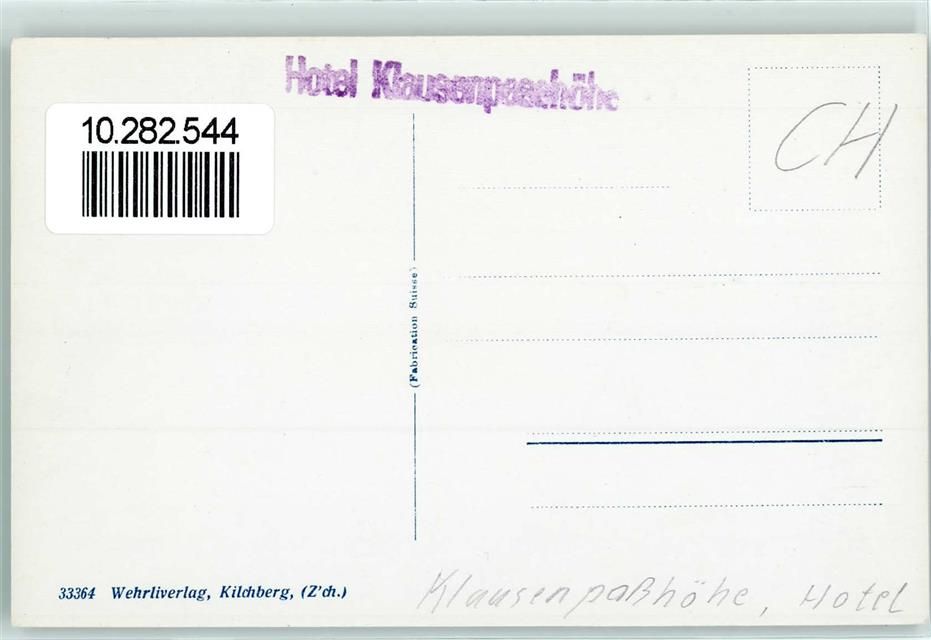 Hotel Klausenpasshöhe
10.282.544
CH
(Fabrication Suisse)
33364 Wehrliverlag, Kilchberg, (Z'ch.)
Klausenpaßhöhe, Hotel